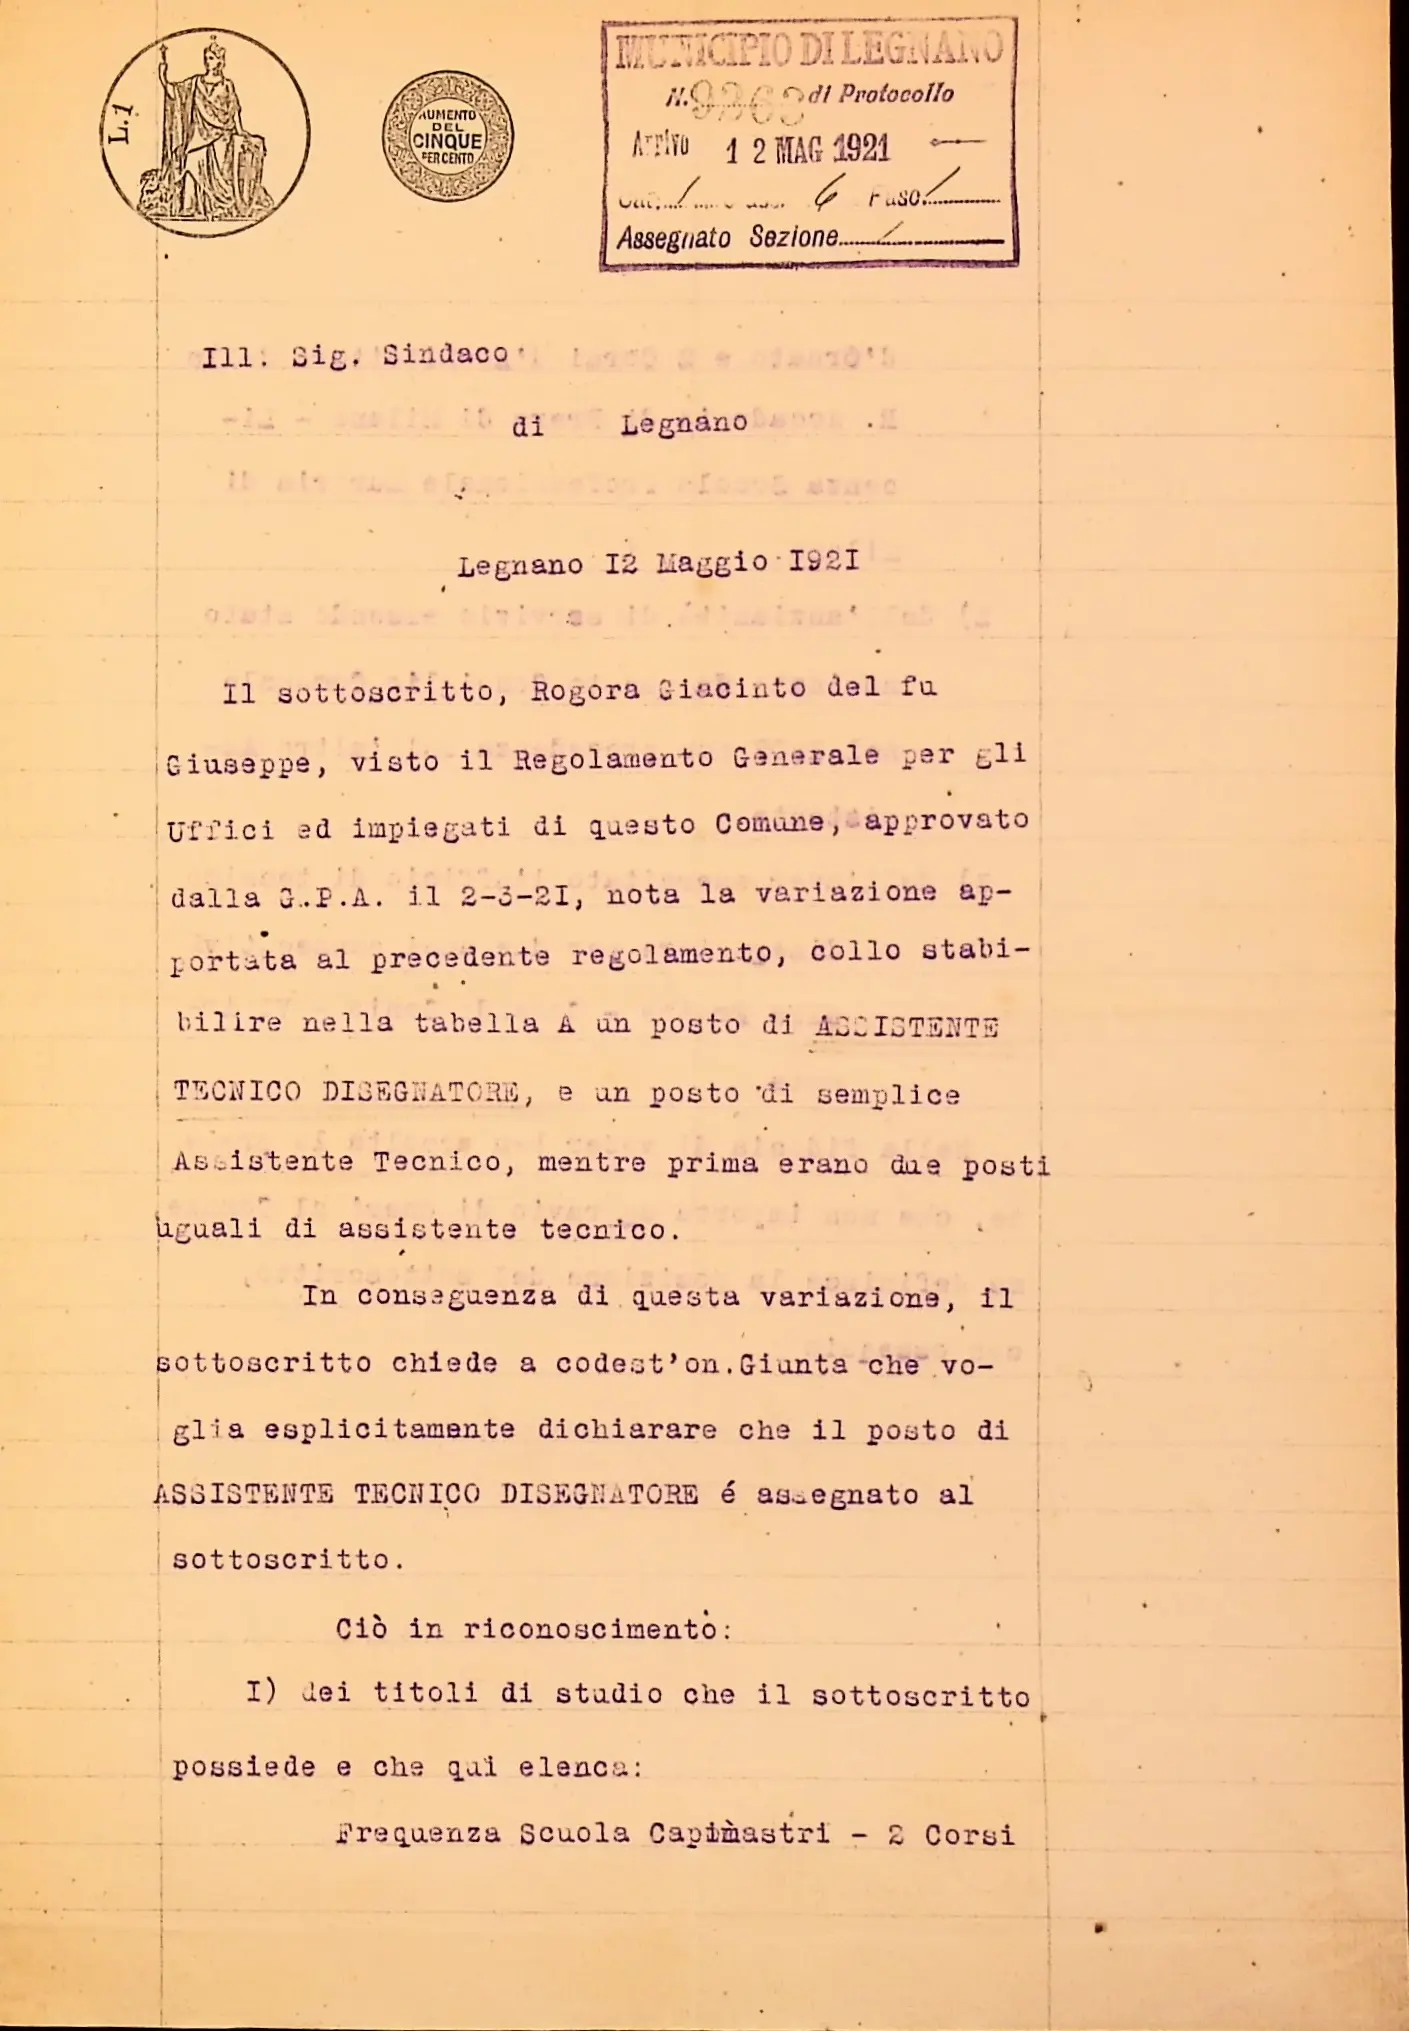 L.1
AUMENTO
DEL
CINQUE
PER CENTO
MUNICIPIO DI LEGNANO
N. di Protocollo
Arrivo 12 MAG 1921
6 Fasc.
Assegnato Sezione
Ill. Sig. Sindaco
di Legnano
Legnano I2 Maggio I92I
Il sottoscritto, Rogora Giacinto del fu
Giuseppe, visto il Regolamento Generale per gli
Uffici ed impiegati di questo Comune, approvato
dalla G.P.A. il 2-3-2I, nota la variazione ap-
portata al precedente regolamento, collo stabi-
bilire nella tabella A un posto di ASSISTENTE
TECNICO DISEGNATORE, e un posto di semplice
Assistente Tecnico, mentre prima erano due posti
uguali di assistente tecnico.
In conseguenza di questa variazione, il
sottoscritto chiede a codest'on.Giunta che vo-
glia esplicitamente dichiarare che il posto di
ASSISTENTE TECNICO DISEGNATORE é assegnato al
sottoscritto.
Ciò in riconoscimento:
I) dei titoli di studio che il sottoscritto
possiede e che qui elenca:
Frequenza Scuola Capimastri - 2 Corsi